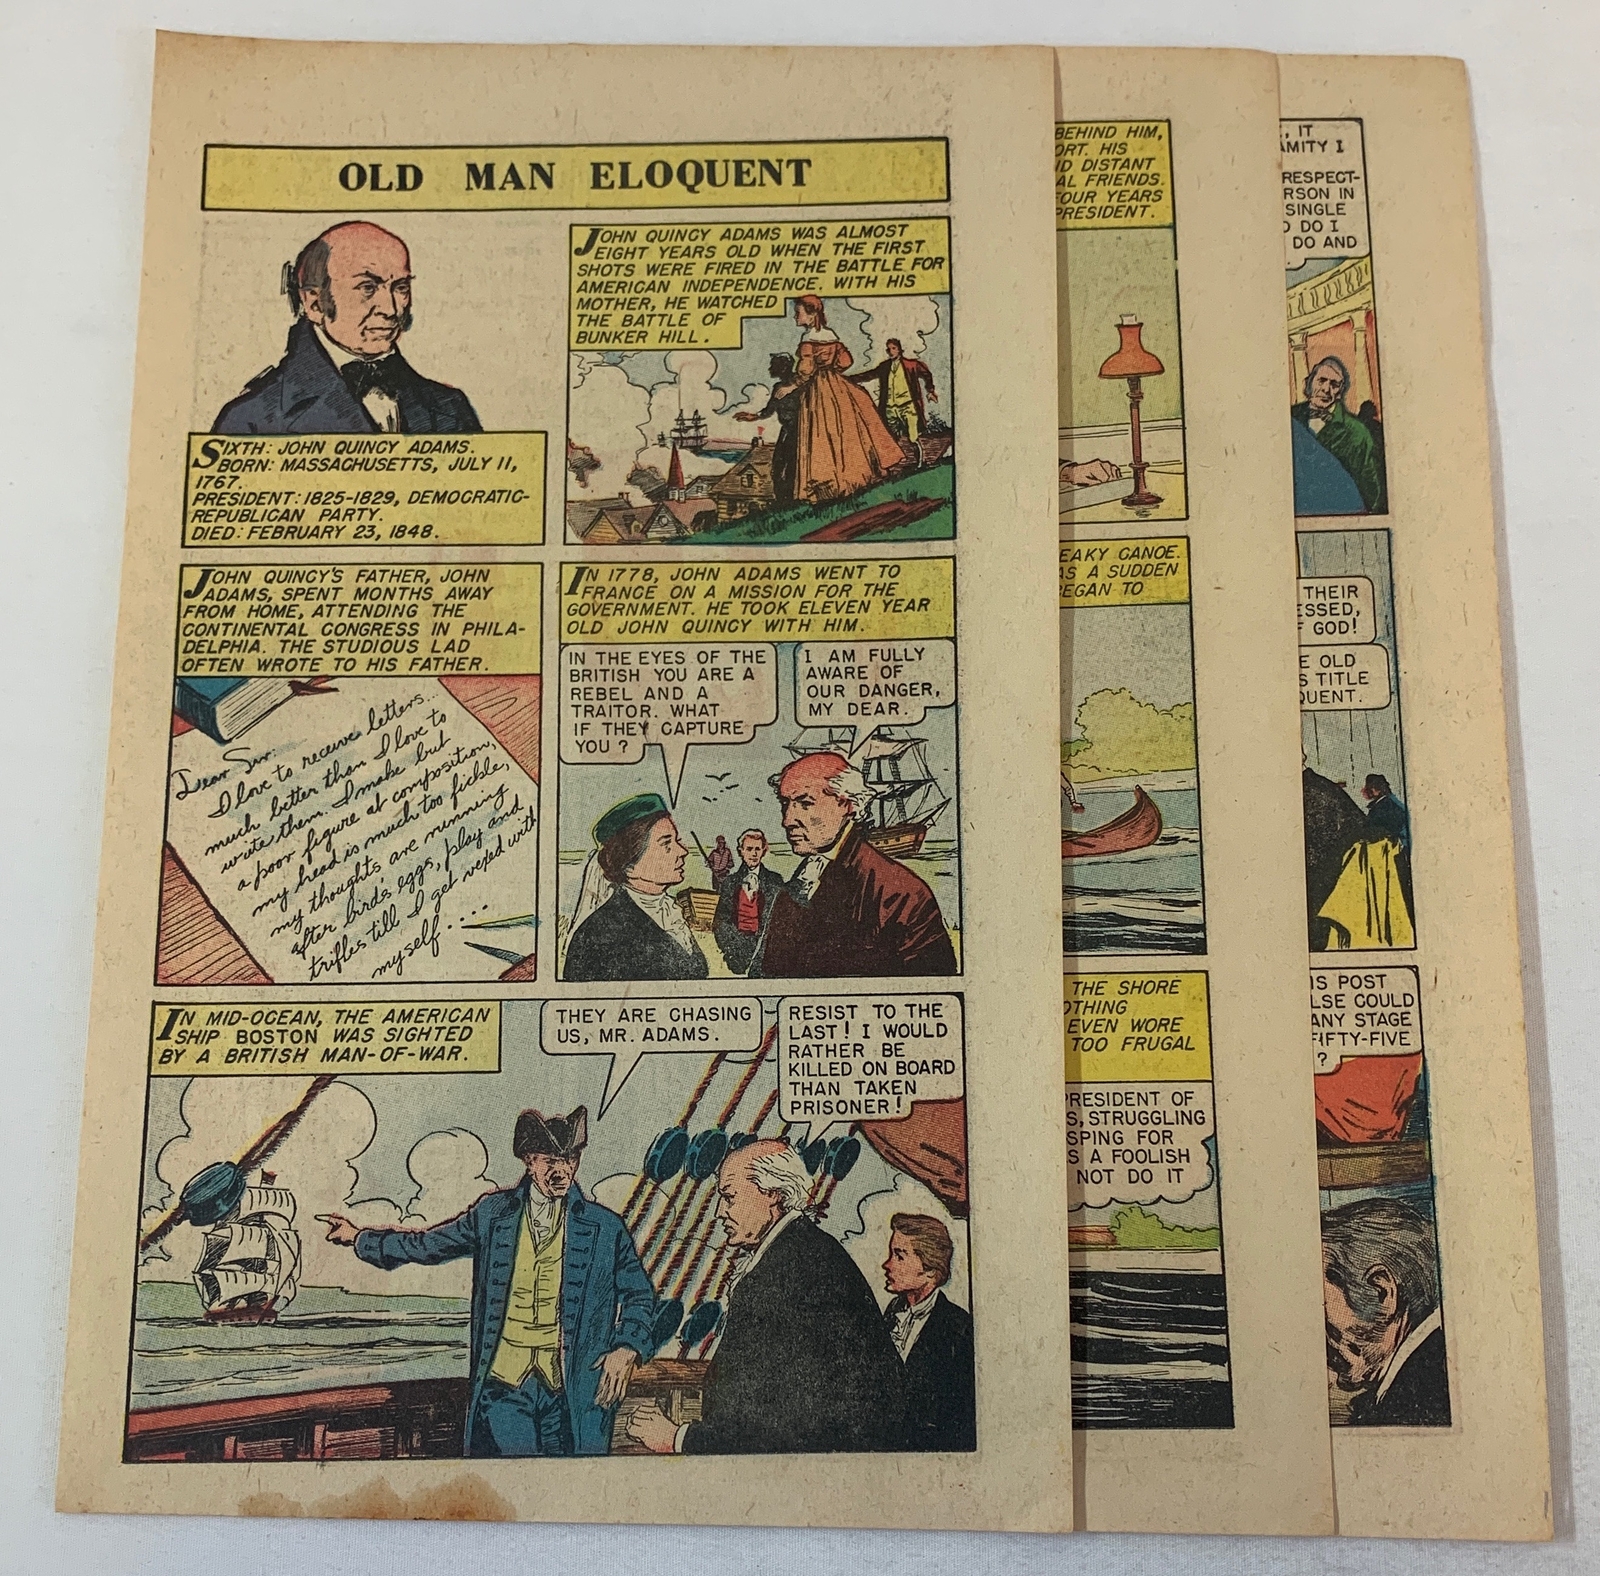 OLD MAN ELOQUENT
SIXTH: JOHN QUINCY ADAMS.
BORN: MASSACHUSETTS, JULY 11,
1767.
PRESIDENT: 1825-1829, DEMOCRATIC-
REPUBLICAN PARTY.
DIED: FEBRUARY 23, 1848.
JOHN QUINCY ADAMS WAS ALMOST
EIGHT YEARS OLD WHEN THE FIRST
SHOTS WERE FIRED IN THE BATTLE FOR
AMERICAN INDEPENDENCE. WITH HIS
MOTHER, HE WATCHED
THE BATTLE OF
BUNKER HILL.
JOHN QUINCY'S FATHER, JOHN
ADAMS, SPENT MONTHS AWAY
FROM HOME, ATTENDING THE
CONTINENTAL CONGRESS IN PHILA-
DELPHIA. THE STUDIOUS LAD
OFTEN WROTE TO HIS FATHER.
Dear Sir:
I love to receive letters...
much better than I love to
write them. I make but
a poor figure at composition,
my head is much too fickle,
my thoughts are running
after bird's eggs, play and
trifles till I get vexed with
myself....
IN 1778, JOHN ADAMS WENT TO
FRANCE ON A MISSION FOR THE
GOVERNMENT. HE TOOK ELEVEN YEAR
OLD JOHN QUINCY WITH HIM.
IN THE EYES OF THE
BRITISH YOU ARE A
REBEL AND A
TRAITOR. WHAT
IF THEY CAPTURE
YOU?
I AM FULLY
AWARE OF
OUR DANGER,
MY DEAR.
IN MID-OCEAN, THE AMERICAN
SHIP BOSTON WAS SIGHTED
BY A BRITISH MAN-OF-WAR.
THEY ARE CHASING
US, MR. ADAMS.
RESIST TO THE
LAST! I WOULD
RATHER BE
KILLED ON BOARD
THAN TAKEN
PRISONER!
BEHIND HIM,
ORT. HIS
ND DISTANT
AL FRIENDS.
FOUR YEARS
PRESIDENT.
EAKY CANOE.
AS A SUDDEN
EGAN TO
THE SHORE
OTHING
EVEN WORE
TOO FRUGAL
PRESIDENT OF
S, STRUGGLING
SPING FOR
S A FOOLISH
NOT DO IT
, IT
AMITY I
RESPECT-
RSON IN
SINGLE
DO I
DO AND
THEIR
ESSED,
F GOD!
E OLD
S TITLE
QUENT.
IS POST
LSE COULD
ANY STAGE
FIFTY-FIVE
?